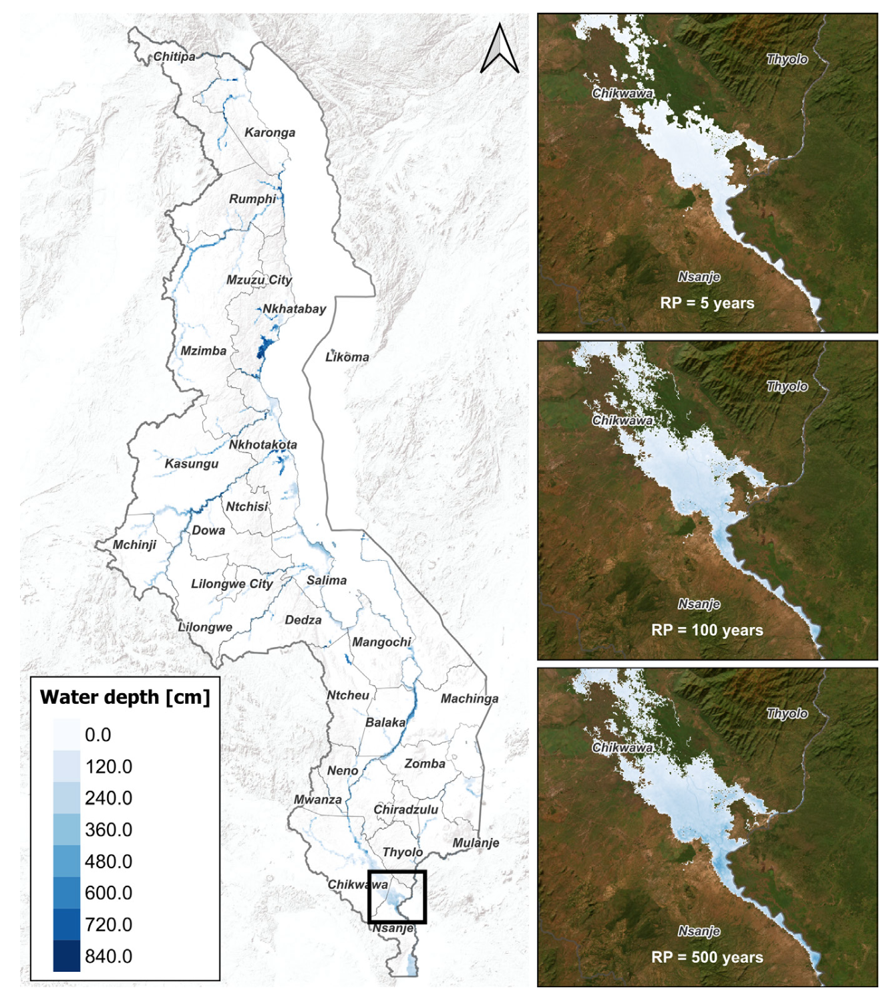 Chitipa
Karonga
Rumphi
Mzuzu City
Nkhatabay
Mzimba
Likoma
Nkhotakota
Kasungu
Ntchisi
Dowa
Mchinji
Lilongwe City
Salima
Lilongwe
Dedza
Mangochi
Ntcheu
Machinga
Balaka
Neno
Zomba
Mwanza
Chiradzulu
Thyolo
Mulanje
Chikwawa
Nsanje
Water depth [cm]
0.0
120.0
240.0
360.0
480.0
600.0
720.0
840.0
Thyolo
Chikwawa
Nsanje
RP = 5 years
Thyolo
Chikwawa
Nsanje
RP = 100 years
Thyolo
Chikwawa
Nsanje
RP = 500 years